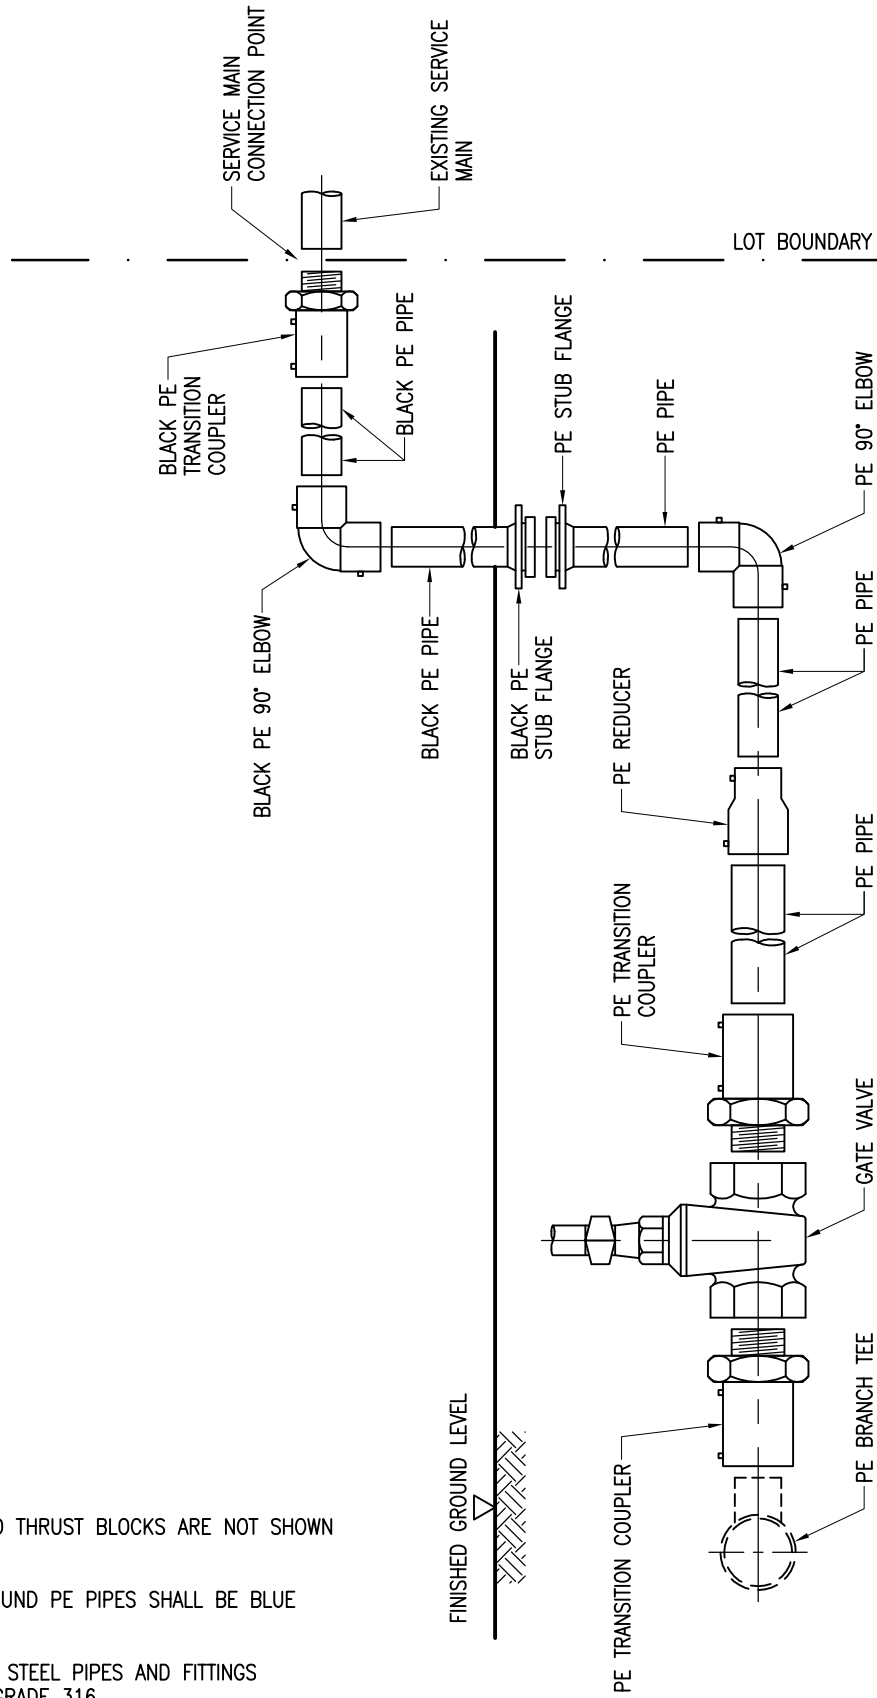 SERVICE MAIN
CONNECTION POINT
EXISTING SERVICE
MAIN
LOT BOUNDARY
BLACK PE
TRANSITION
COUPLER
BLACK PE PIPE
PE STUB FLANGE
PE PIPE
PE 90° ELBOW
BLACK PE 90° ELBOW
BLACK PE PIPE
BLACK PE
STUB FLANGE
PE REDUCER
PE PIPE
PE TRANSITION
COUPLER
PE PIPE
GATE VALVE
FINISHED GROUND LEVEL
PE TRANSITION COUPLER
PE BRANCH TEE
THRUST BLOCKS ARE NOT SHOWN
PE PIPES SHALL BE BLUE
STEEL PIPES AND FITTINGS
GRADE 316